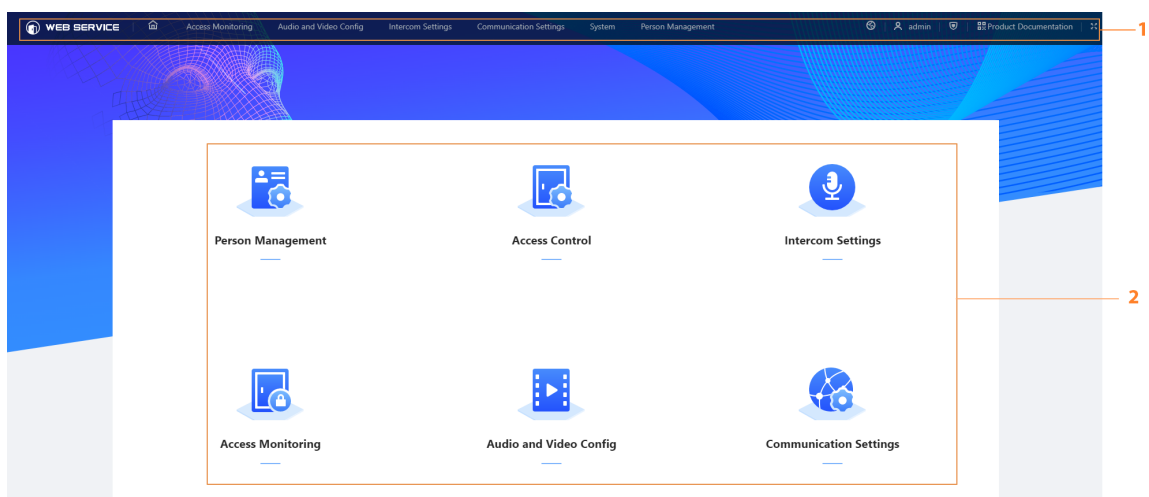 WEB SERVICE Access Monitoring Audio and Video Config Intercom Settings Communication Settings System Person Management admin Product Documentation 1
Person Management Access Control Intercom Settings
2
Access Monitoring Audio and Video Config Communication Settings